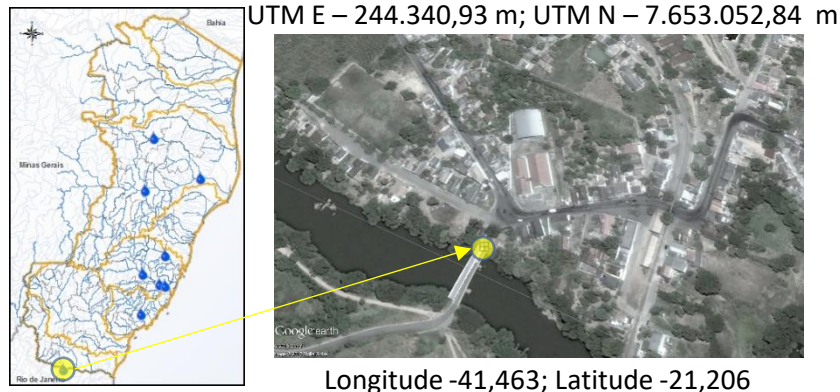 UTM E – 244.340,93 m; UTM N – 7.653.052,84 m
Bahia
Minas Gerais
Rio de Janeiro
Google earth
Longitude -41,463; Latitude -21,206